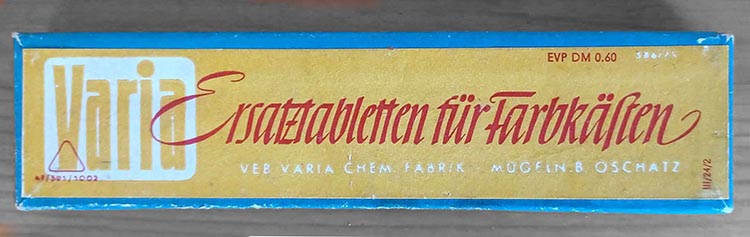 Varia
EVP DM 0.60
Ersatztabletten für Farbkästen
VEB VARIA CHEM. FABRIK MÜGELN B. OSCHATZ
III/24/2